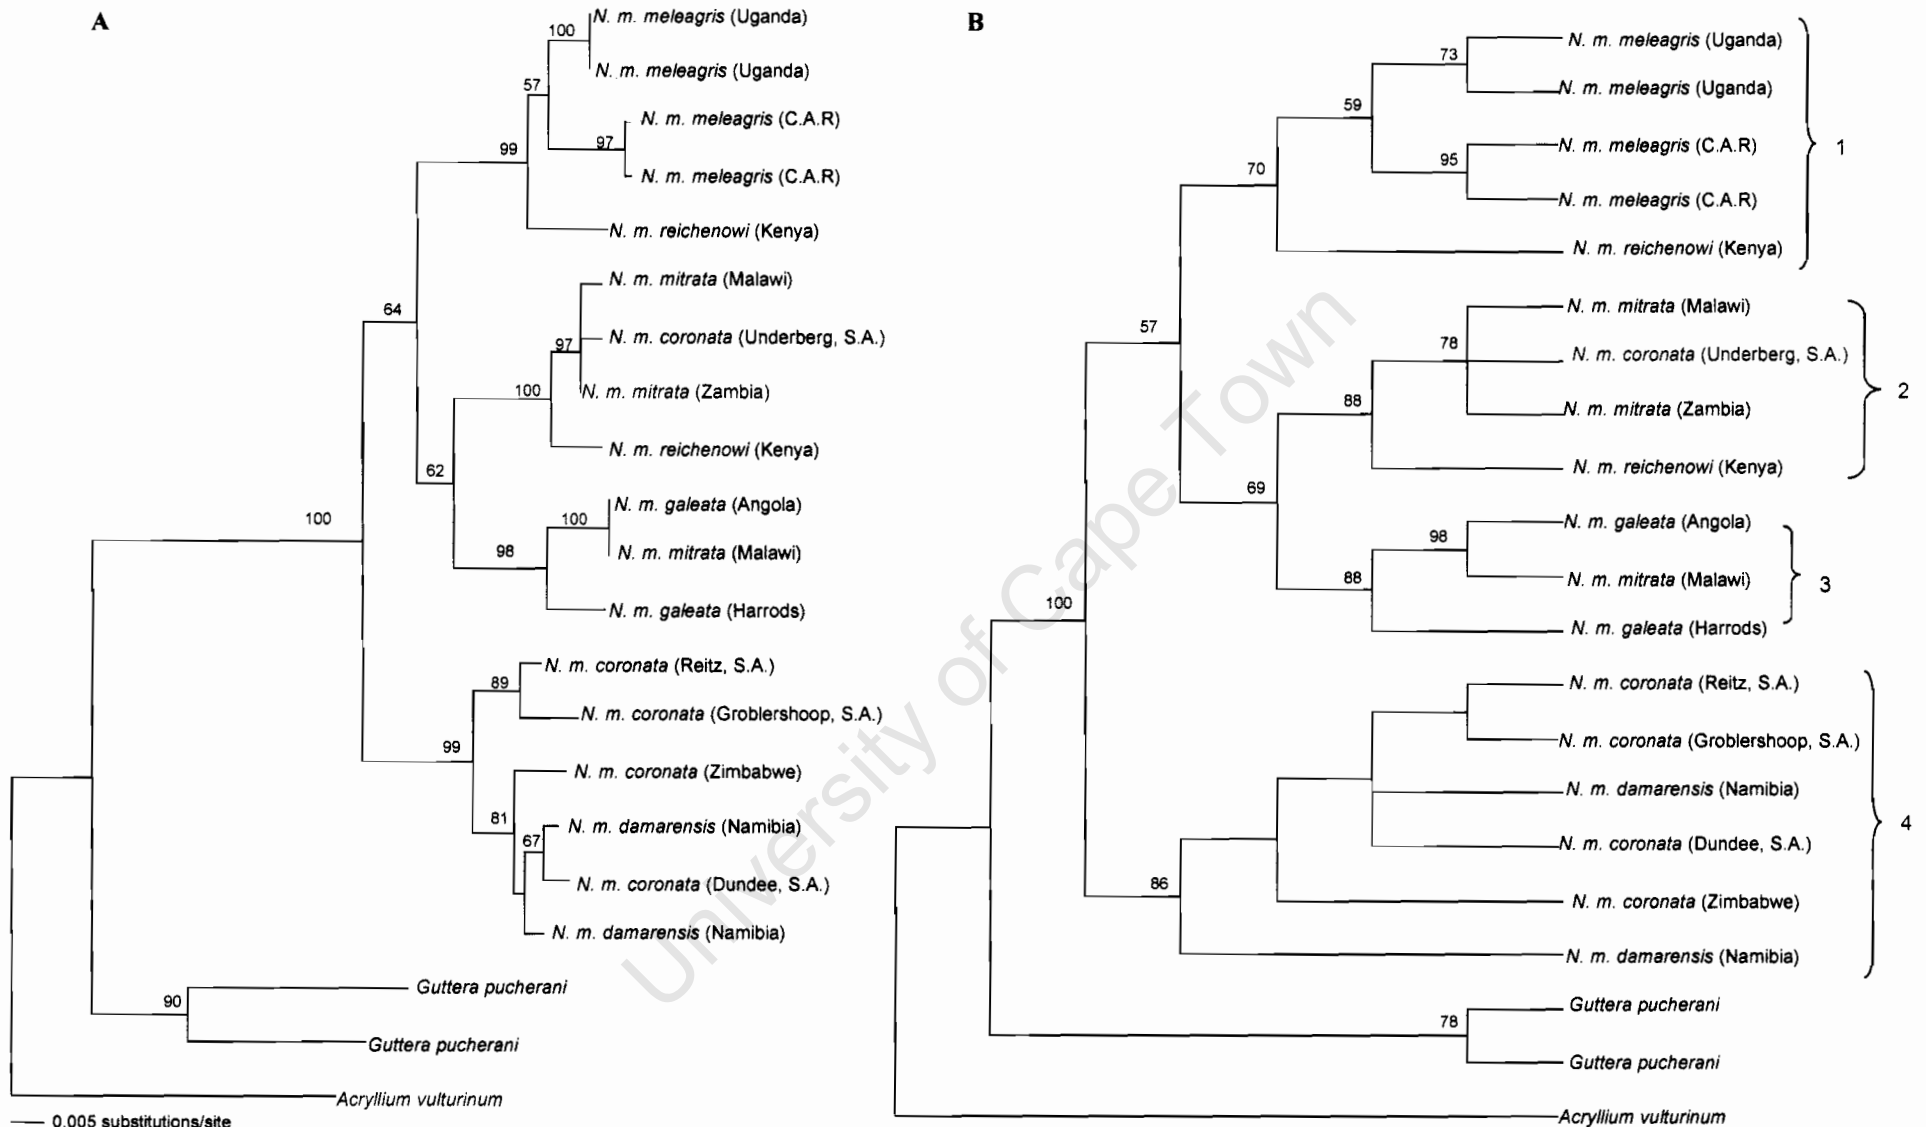 A
N. m. meleagris (Uganda)
100
N. m. meleagris (Uganda)
57
N. m. meleagris (C.A.R)
97
99
N. m. meleagris (C.A.R)
N. m. reichenowi (Kenya)
N. m. mitrata (Malawi)
64
N. m. coronata (Underberg, S.A.)
97
100
N. m. mitrata (Zambia)
N. m. reichenowi (Kenya)
62
N. m. galeata (Angola)
100
100
N. m. mitrata (Malawi)
98
N. m. galeata (Harrods)
N. m. coronata (Reitz, S.A.)
89
N. m. coronata (Groblershoop, S.A.)
99
N. m. coronata (Zimbabwe)
81
N. m. damarensis (Namibia)
67
N. m. coronata (Dundee, S.A.)
N. m. damarensis (Namibia)
Guttera pucherani
90
Guttera pucherani
Acryllium vulturinum
0.005 substitutions/site
B
N. m. meleagris (Uganda)
73
N. m. meleagris (Uganda)
59
N. m. meleagris (C.A.R)
1
95
70
N. m. meleagris (C.A.R)
N. m. reichenowi (Kenya)
N. m. mitrata (Malawi)
57
78
N. m. coronata (Underberg, S.A.)
2
88
N. m. mitrata (Zambia)
N. m. reichenowi (Kenya)
69
N. m. galeata (Angola)
98
88
N. m. mitrata (Malawi)
3
100
N. m. galeata (Harrods)
N. m. coronata (Reitz, S.A.)
N. m. coronata (Groblershoop, S.A.)
N. m. damarensis (Namibia)
4
N. m. coronata (Dundee, S.A.)
86
N. m. coronata (Zimbabwe)
N. m. damarensis (Namibia)
Guttera pucherani
78
Guttera pucherani
Acryllium vulturinum
University of Cape Town